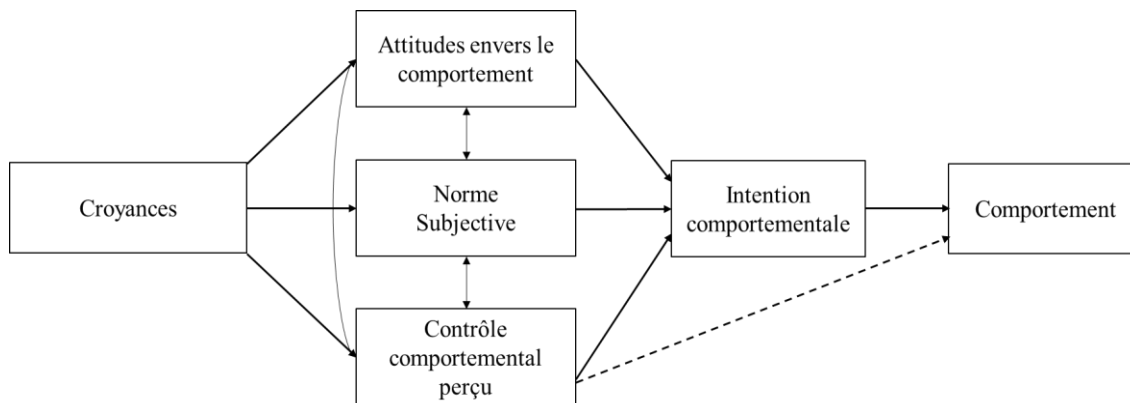 Attitudes envers le
comportement
Croyances
Norme
Subjective
Intention
comportementale
Comportement
Contrôle
comportemental
perçu